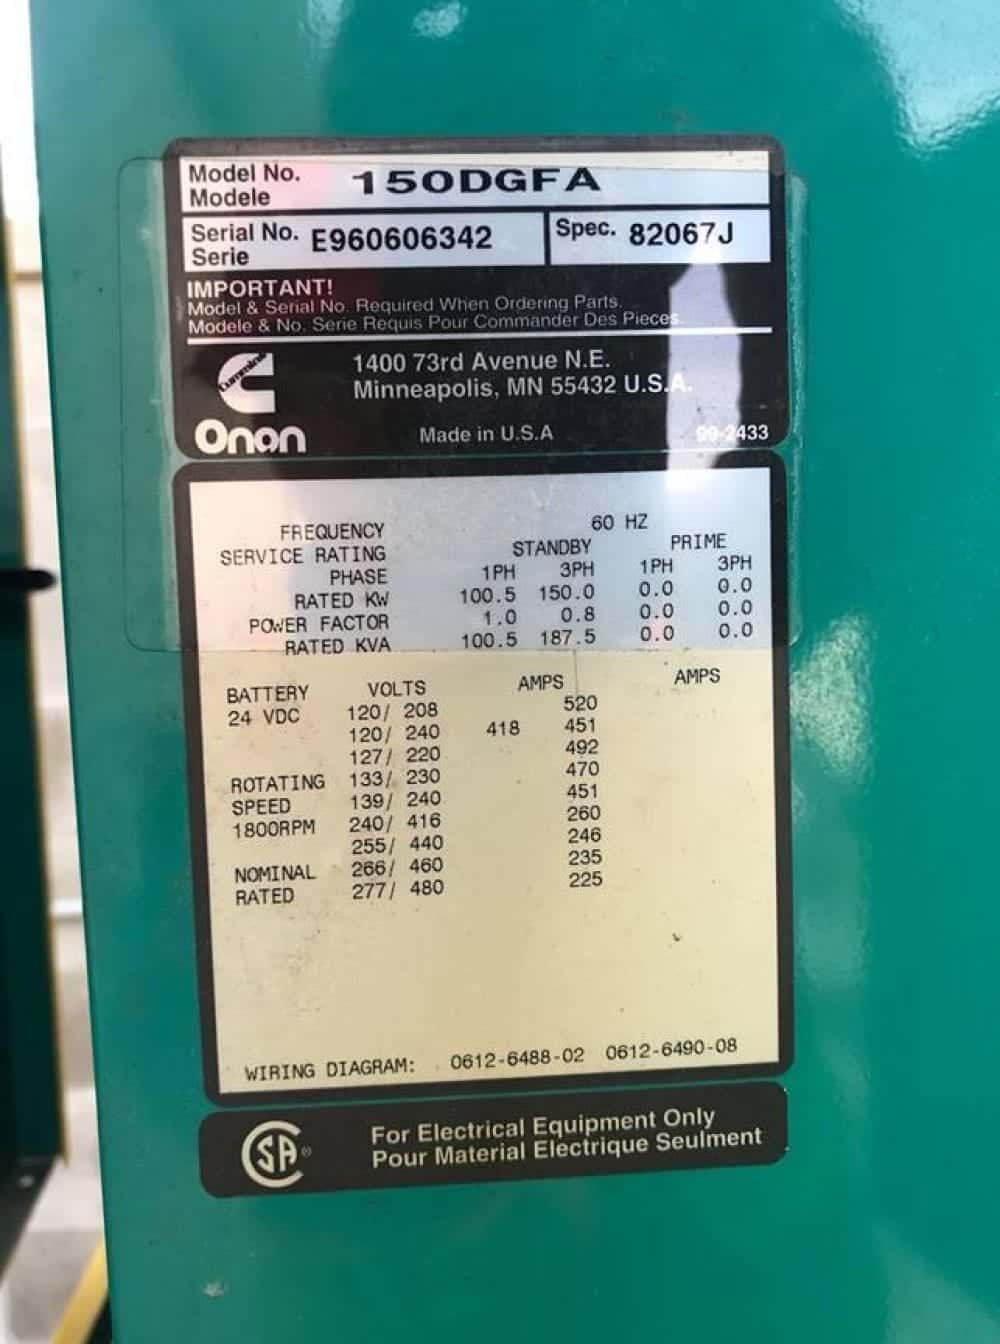 Model No. 150DGFA
Modele
Serial No. E960606342 Spec. 82067J
Serie
IMPORTANT!
Model & Serial No. Required When Ordering Parts.
Modele & No. Serie Requis Pour Commander Des Pieces.
Cummins
1400 73rd Avenue N.E.
Minneapolis, MN 55432 U.S.A.
Onan Made in U.S.A 99-2433
FREQUENCY 60 HZ
SERVICE RATING STANDBY PRIME
PHASE 1PH 3PH 1PH 3PH
RATED KW 100.5 150.0 0.0 0.0
POWER FACTOR 1.0 0.8 0.0 0.0
RATED KVA 100.5 187.5 0.0 0.0
BATTERY VOLTS AMPS AMPS
24 VDC 120/ 208 520
120/ 240 418 451
127/ 220 492
ROTATING 133/ 230 470
SPEED 139/ 240 451
1800RPM 240/ 416 260
255/ 440 246
NOMINAL 266/ 460 235
RATED 277/ 480 225
WIRING DIAGRAM: 0612-6488-02 0612-6490-08
SA ® For Electrical Equipment Only
Pour Material Electrique Seulment